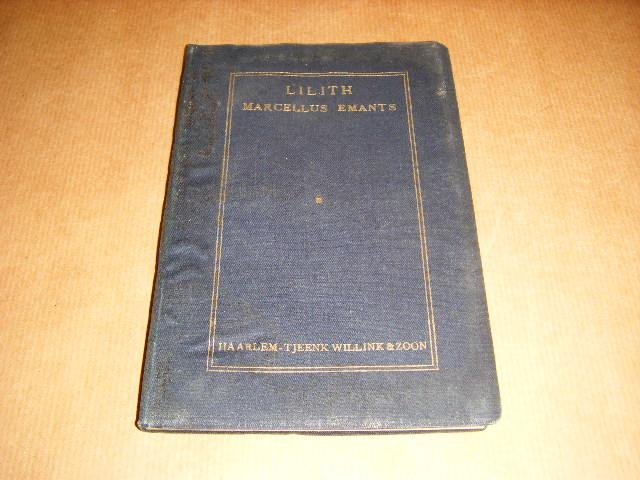 LILITH
MARCELLUS EMANTS
HAARLEM-TJEENK WILLINK & ZOON